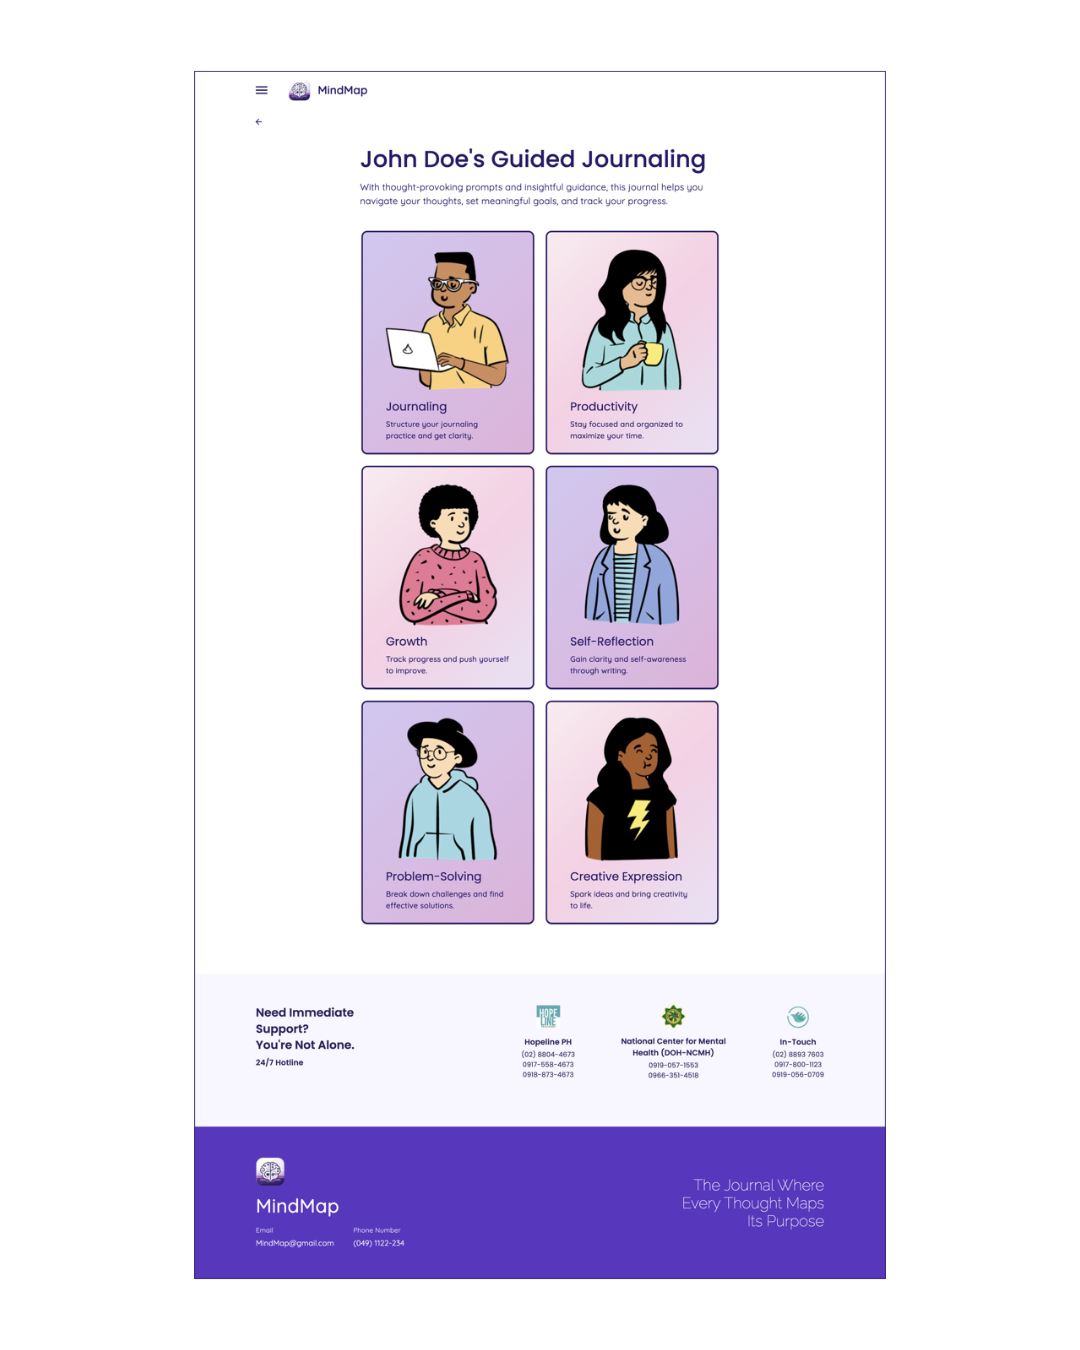 MindMap
John Doe's Guided Journaling
With thought-provoking prompts and insightful guidance, this journal helps you
navigate your thoughts, set meaningful goals, and track your progress.
Journaling
Structure your journaling
practice and get clarity.
Productivity
Stay focused and organized to
maximize your time.
Growth
Track progress and push yourself
to improve.
Self-Reflection
Gain clarity and self-awareness
through writing.
Problem-Solving
Break down challenges and find
effective solutions.
Creative Expression
Spark ideas and bring creativity
to life.
Need Immediate
Support?
You're Not Alone.
24/7 Hotline
HOPE
LINE
Hopeline PH
(02) 8804-4673
0917-558-4673
0918-873-4673
National Center for Mental
Health (DOH-NCMH)
0919-057-1553
0966-351-4518
In-Touch
(02) 8893 7603
0917-800-1123
0919-056-0709
MindMap
Email
MindMap@gmail.com
Phone Number
(049) 1122-234
The Journal Where
Every Thought Maps
Its Purpose